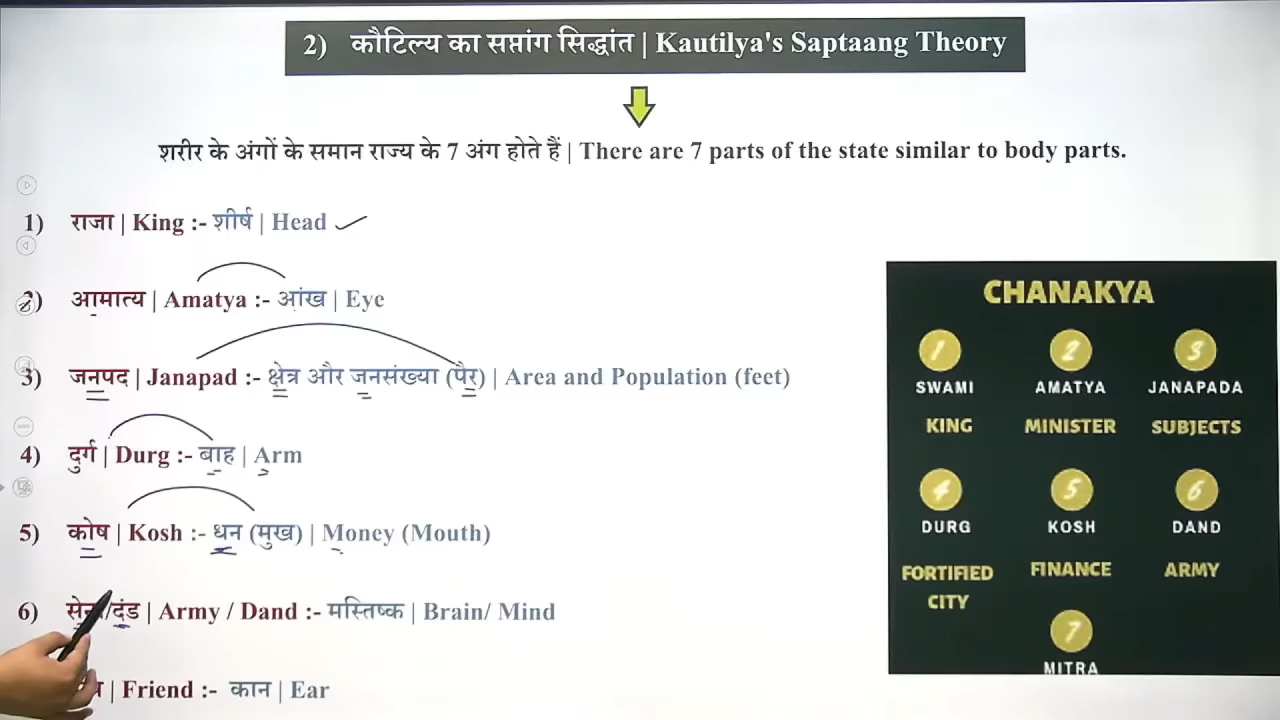 2) कौटिल्य का सप्तांग सिद्धांत | Kautilya's Saptaang Theory
शरीर के अंगों के समान राज्य के 7 अंग होते हैं | There are 7 parts of the state similar to body parts.
1) राजा | King :- शीर्ष | Head
2) आमात्य | Amatya :- आंख | Eye
3) जनपद | Janapad :- क्षेत्र और जनसंख्या (पैर) | Area and Population (feet)
4) दुर्ग | Durg :- बाह | Arm
5) कोष | Kosh :- धन (मुख) | Money (Mouth)
6) /दंड | Army / Dand :- मस्तिष्क | Brain/ Mind
| Friend :- कान | Ear
CHANAKYA
1 2 3
SWAMI AMATYA JANAPADA
KING MINISTER SUBJECTS
4 5 6
DURG KOSH DAND
FORTIFIED CITY FINANCE ARMY
7
MITRA